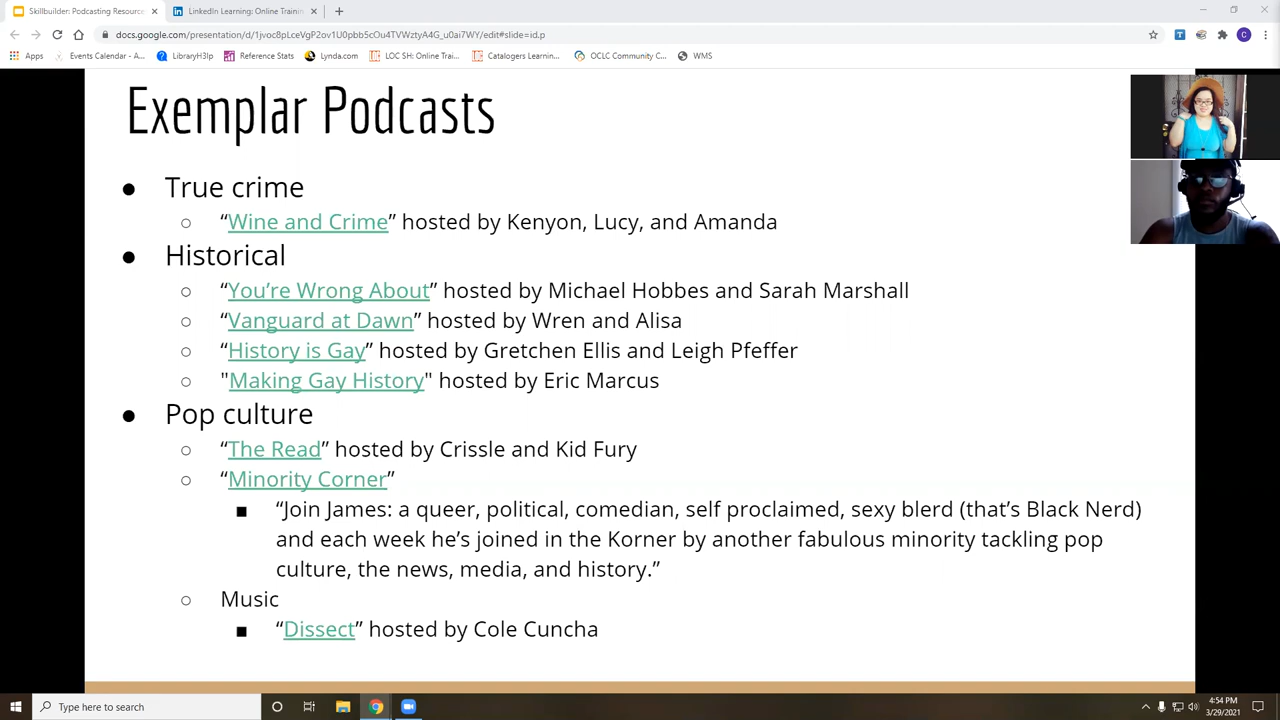 Skillbuilder: Podcasting Resource
LinkedIn Learning: Online Trainin
docs.google.com/presentation/d/1jvoc8pLceVgP2ov1U0pbb5cOu4TVWztyA4G_u0ai7WY/edit#slide=id.p
C
Apps
Events Calendar - A...
LibraryH3lp
Reference Stats
Lynda.com
LOC SH: Online Trai...
Catalogers Learnin...
OCLC Community C...
WMS
Exemplar Podcasts
● True crime
○ “Wine and Crime” hosted by Kenyon, Lucy, and Amanda
● Historical
○ “You’re Wrong About” hosted by Michael Hobbes and Sarah Marshall
○ “Vanguard at Dawn” hosted by Wren and Alisa
○ “History is Gay” hosted by Gretchen Ellis and Leigh Pfeffer
○ "Making Gay History" hosted by Eric Marcus
● Pop culture
○ “The Read” hosted by Crissle and Kid Fury
○ “Minority Corner”
■ “Join James: a queer, political, comedian, self proclaimed, sexy blerd (that’s Black Nerd)
and each week he’s joined in the Korner by another fabulous minority tackling pop
culture, the news, media, and history.”
○ Music
■ “Dissect” hosted by Cole Cuncha
Type here to search
4:54 PM
3/29/2021